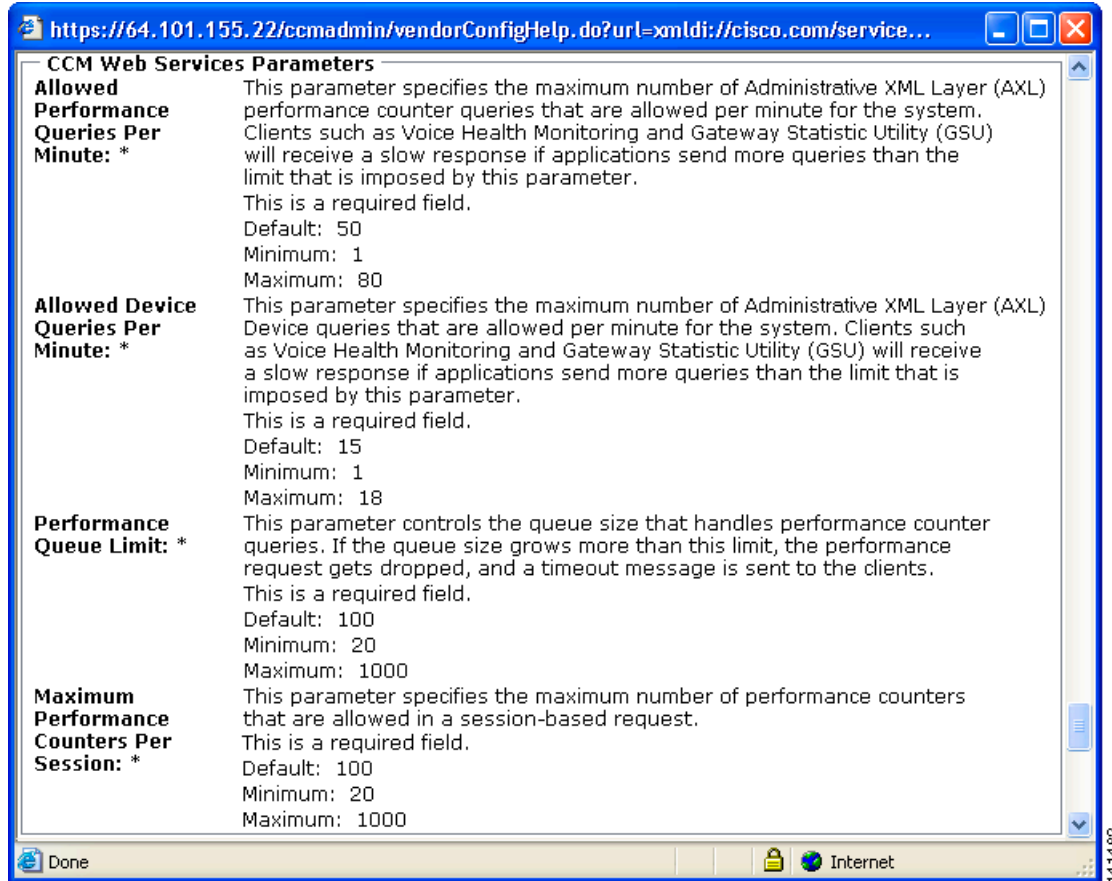 https://64.101.155.22/ccmadmin/vendorConfigHelp.do?url=xmldi://cisco.com/service...
CCM Web Services Parameters
Allowed Performance Queries Per Minute: *
This parameter specifies the maximum number of Administrative XML Layer (AXL)
performance counter queries that are allowed per minute for the system.
Clients such as Voice Health Monitoring and Gateway Statistic Utility (GSU)
will receive a slow response if applications send more queries than the
limit that is imposed by this parameter.
This is a required field.
Default: 50
Minimum: 1
Maximum: 80
Allowed Device Queries Per Minute: *
This parameter specifies the maximum number of Administrative XML Layer (AXL)
Device queries that are allowed per minute for the system. Clients such
as Voice Health Monitoring and Gateway Statistic Utility (GSU) will receive
a slow response if applications send more queries than the limit that is
imposed by this parameter.
This is a required field.
Default: 15
Minimum: 1
Maximum: 18
Performance Queue Limit: *
This parameter controls the queue size that handles performance counter
queries. If the queue size grows more than this limit, the performance
request gets dropped, and a timeout message is sent to the clients.
This is a required field.
Default: 100
Minimum: 20
Maximum: 1000
Maximum Performance Counters Per Session: *
This parameter specifies the maximum number of performance counters
that are allowed in a session-based request.
This is a required field.
Default: 100
Minimum: 20
Maximum: 1000
Done
Internet